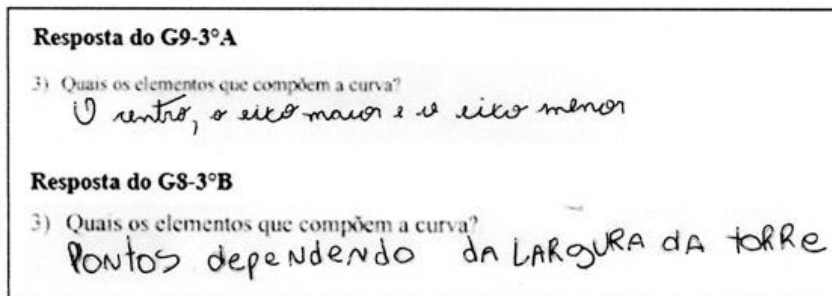 Resposta do G9-3°A
3) Quais os elementos que compõem a curva?
O centro, o eixo maior e o eixo menor
Resposta do G8-3°B
3) Quais os elementos que compõem a curva?
PONTOS dependendo dA LARgURA dA toRRe